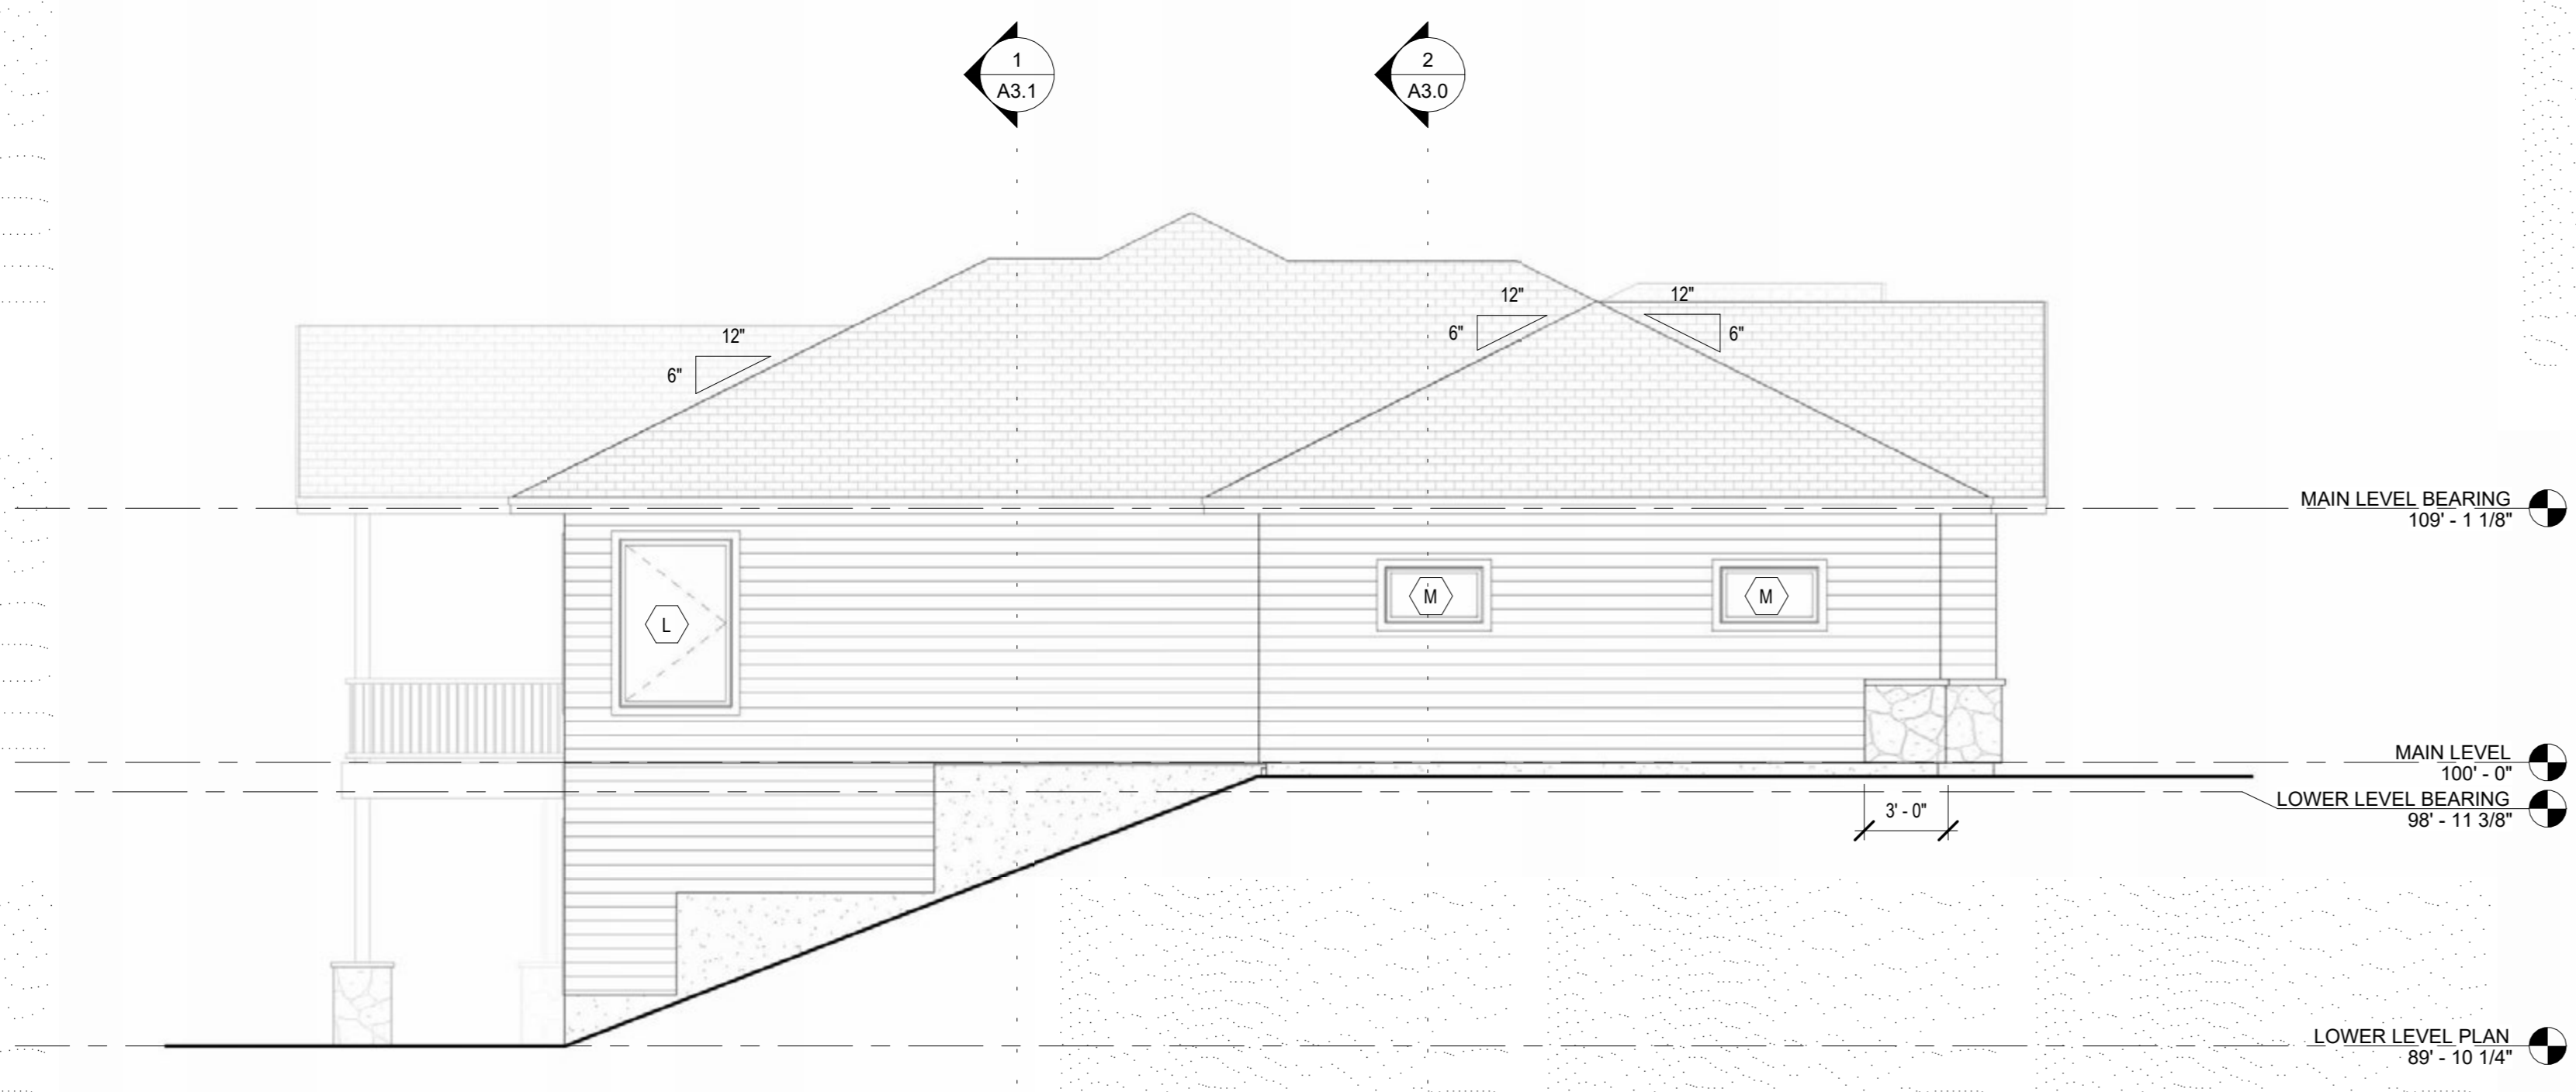 1
A3.1
2
A3.0
12"
6"
12"
6"
12"
6"
MAIN LEVEL BEARING
109' - 1 1/8"
L
M
M
MAIN LEVEL
100' - 0"
LOWER LEVEL BEARING
98' - 11 3/8"
3' - 0"
LOWER LEVEL PLAN
89' - 10 1/4"